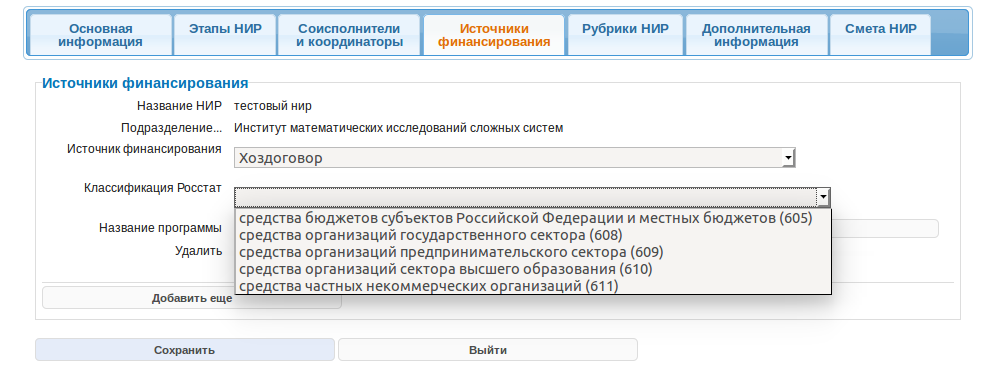 Основная
информация
Этапы НИР
Соисполнители
и координаторы
Источники
финансирования
Рубрики НИР
Дополнительная
информация
Смета НИР
Источники финансирования
Название НИР тестовый нир
Подразделение... Институт математических исследований сложных систем
Источник финансирования Хоздоговор
Классификация Росстат
средства бюджетов субъектов Российской Федерации и местных бюджетов (605)
Название программы
средства организаций государственного сектора (608)
Удалить
средства организаций предпринимательского сектора (609)
средства организаций сектора высшего образования (610)
средства частных некоммерческих организаций (611)
Добавить еще
Сохранить Выйти